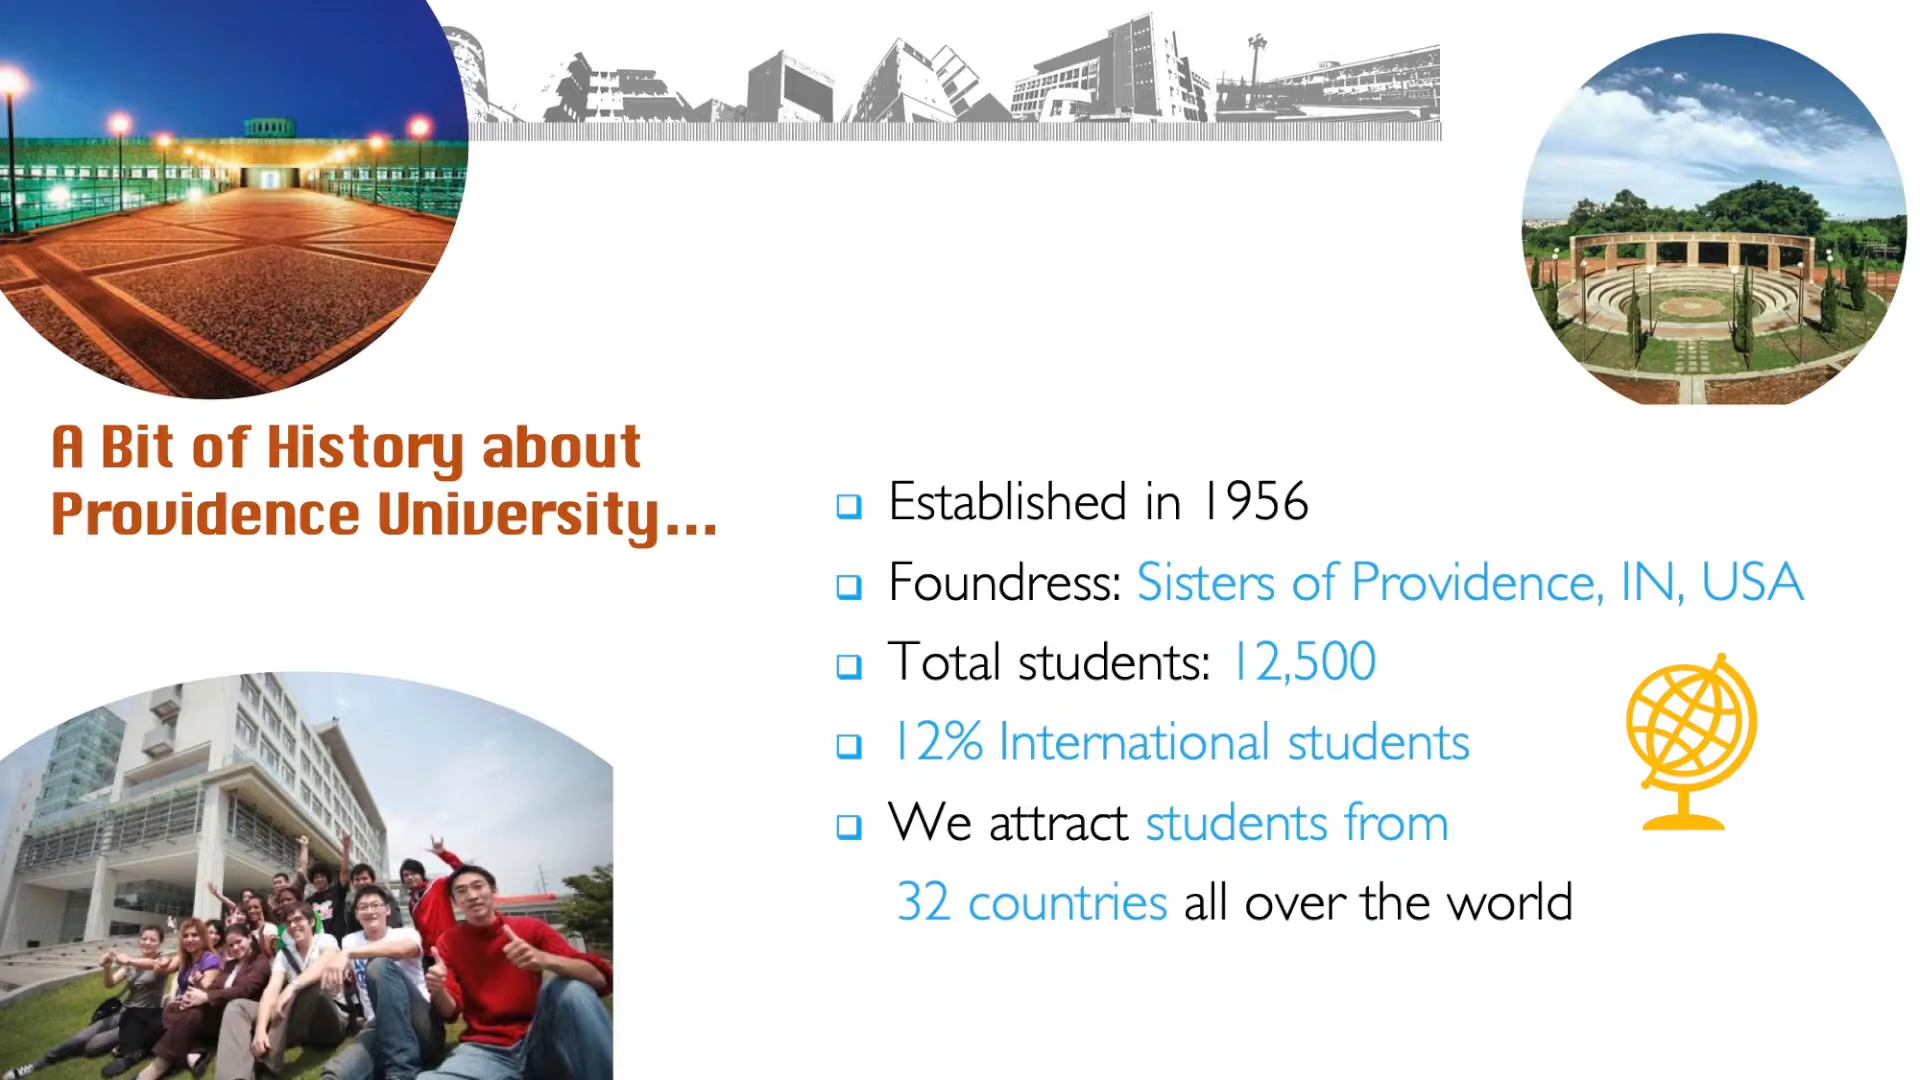 A Bit of History about
Providence University...
❑ Established in 1956
❑ Foundress: Sisters of Providence, IN, USA
❑ Total students: 12,500
❑ 12% International students
❑ We attract students from
32 countries all over the world